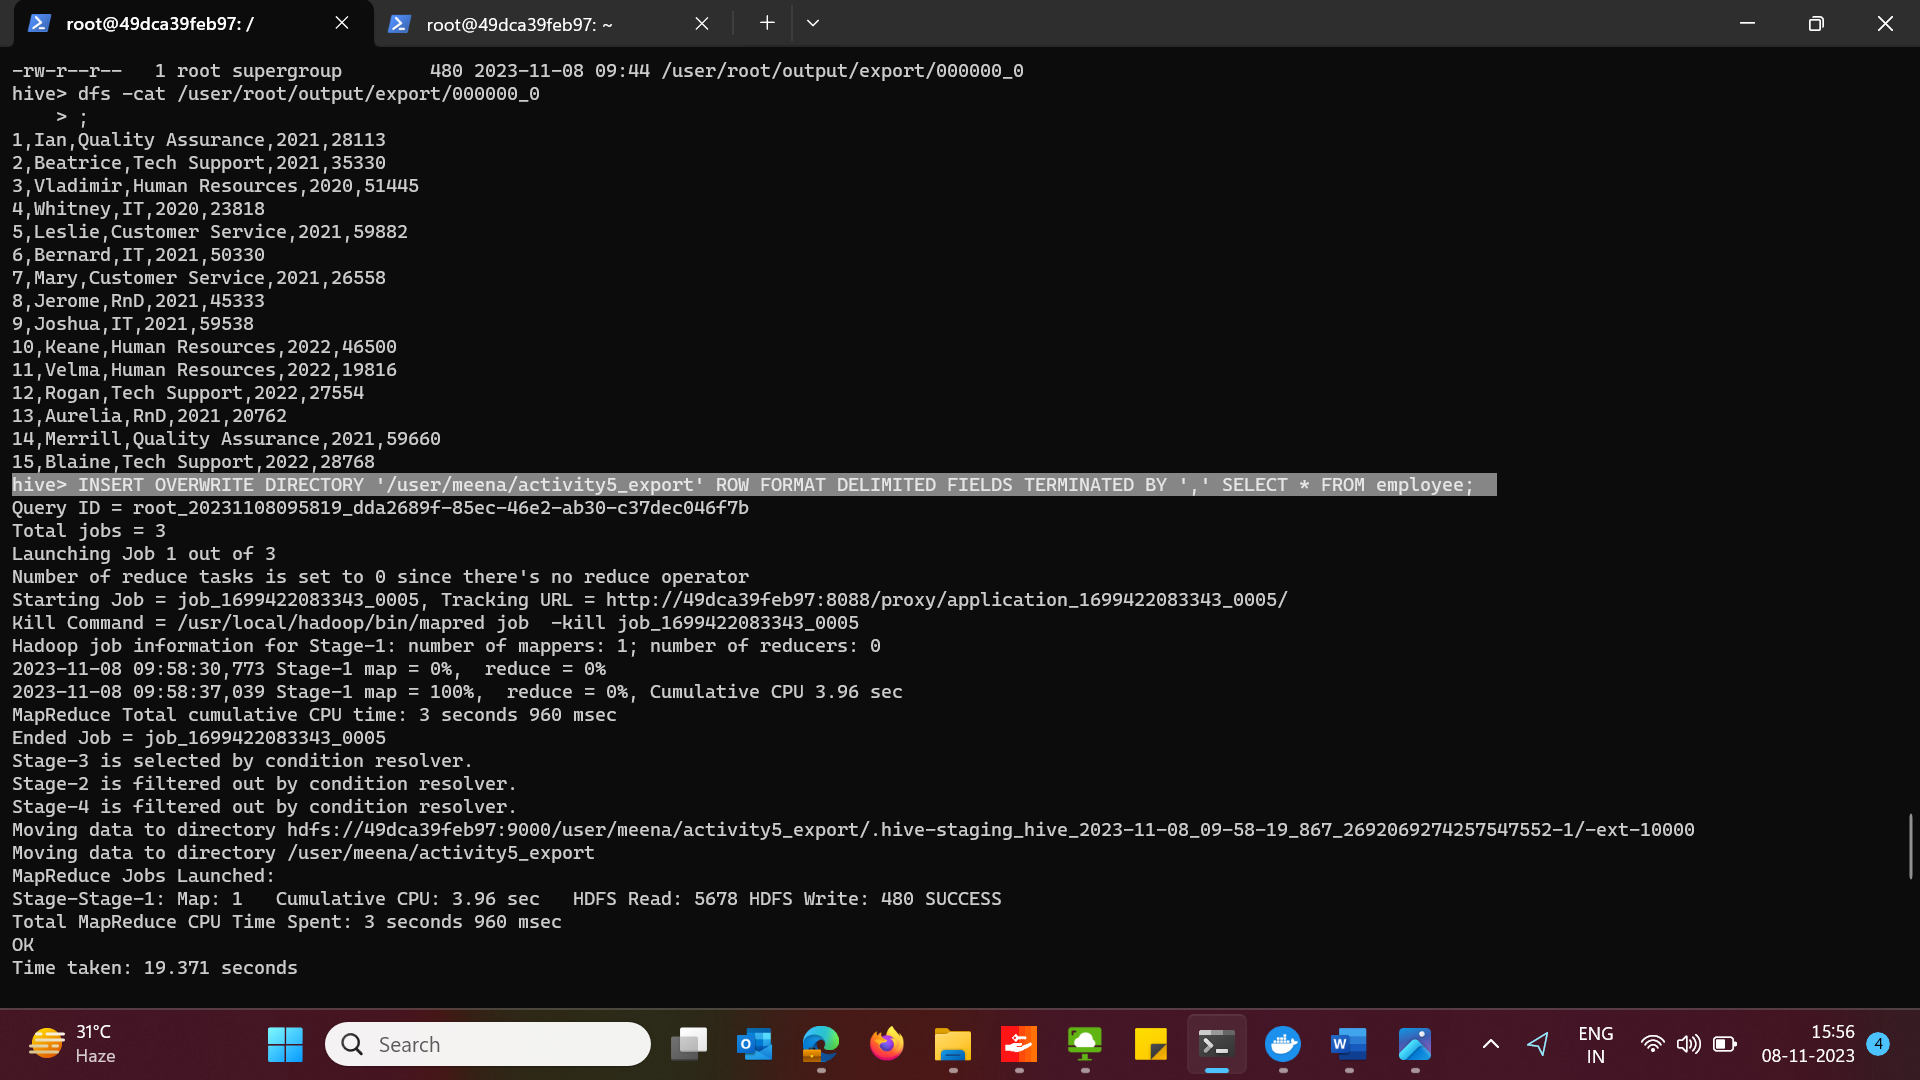 root@49dca39feb97: /
root@49dca39feb97: ~
-rw-r--r--   1 root supergroup        480 2023-11-08 09:44 /user/root/output/export/000000_0
hive> dfs -cat /user/root/output/export/000000_0
    > ;
1,Ian,Quality Assurance,2021,28113
2,Beatrice,Tech Support,2021,35330
3,Vladimir,Human Resources,2020,51445
4,Whitney,IT,2020,23818
5,Leslie,Customer Service,2021,59882
6,Bernard,IT,2021,50330
7,Mary,Customer Service,2021,26558
8,Jerome,RnD,2021,45333
9,Joshua,IT,2021,59538
10,Keane,Human Resources,2022,46500
11,Velma,Human Resources,2022,19816
12,Rogan,Tech Support,2022,27554
13,Aurelia,RnD,2021,20762
14,Merrill,Quality Assurance,2021,59660
15,Blaine,Tech Support,2022,28768
hive> INSERT OVERWRITE DIRECTORY '/user/meena/activity5_export' ROW FORMAT DELIMITED FIELDS TERMINATED BY ',' SELECT * FROM employee;
Query ID = root_20231108095819_dda2689f-85ec-46e2-ab30-c37dec046f7b
Total jobs = 3
Launching Job 1 out of 3
Number of reduce tasks is set to 0 since there's no reduce operator
Starting Job = job_1699422083343_0005, Tracking URL = http://49dca39feb97:8088/proxy/application_1699422083343_0005/
Kill Command = /usr/local/hadoop/bin/mapred job  -kill job_1699422083343_0005
Hadoop job information for Stage-1: number of mappers: 1; number of reducers: 0
2023-11-08 09:58:30,773 Stage-1 map = 0%,  reduce = 0%
2023-11-08 09:58:37,039 Stage-1 map = 100%,  reduce = 0%, Cumulative CPU 3.96 sec
MapReduce Total cumulative CPU time: 3 seconds 960 msec
Ended Job = job_1699422083343_0005
Stage-3 is selected by condition resolver.
Stage-2 is filtered out by condition resolver.
Stage-4 is filtered out by condition resolver.
Moving data to directory hdfs://49dca39feb97:9000/user/meena/activity5_export/.hive-staging_hive_2023-11-08_09-58-19_867_2692069274257547552-1/-ext-10000
Moving data to directory /user/meena/activity5_export
MapReduce Jobs Launched:
Stage-Stage-1: Map: 1   Cumulative CPU: 3.96 sec   HDFS Read: 5678 HDFS Write: 480 SUCCESS
Total MapReduce CPU Time Spent: 3 seconds 960 msec
OK
Time taken: 19.371 seconds
31°C
Haze
Search
ENG
IN
15:56
08-11-2023
4